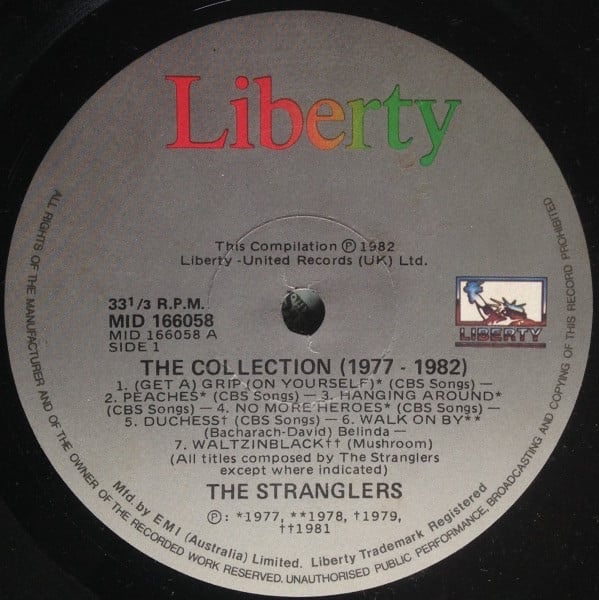 Liberty
This Compilation ℗ 1982
Liberty-United Records (UK) Ltd.
33 1/3 R.P.M.
MID 166058
MID 166058 A
SIDE 1
LIBERTY
THE COLLECTION (1977 - 1982)
1. (GET A) GRIP (ON YOURSELF)* (CBS Songs) —
2. PEACHES* (CBS Songs) — 3. HANGING AROUND*
(CBS Songs) — 4. NO MORE HEROES* (CBS Songs) —
5. DUCHESS† (CBS Songs) — 6. WALK ON BY**
(Bacharach-David) Belinda —
7. WALTZINBLACK†† (Mushroom)
(All titles composed by The Stranglers
except where indicated)
THE STRANGLERS
℗: *1977, **1978, †1979,
††1981
Mfd. by EMI (Australia) Limited. Liberty Trademark Registered
ALL RIGHTS OF THE MANUFACTURER AND OF THE OWNER OF THE RECORDED WORK RESERVED. UNAUTHORISED PUBLIC PERFORMANCE, BROADCASTING AND COPYING OF THIS RECORD PROHIBITED